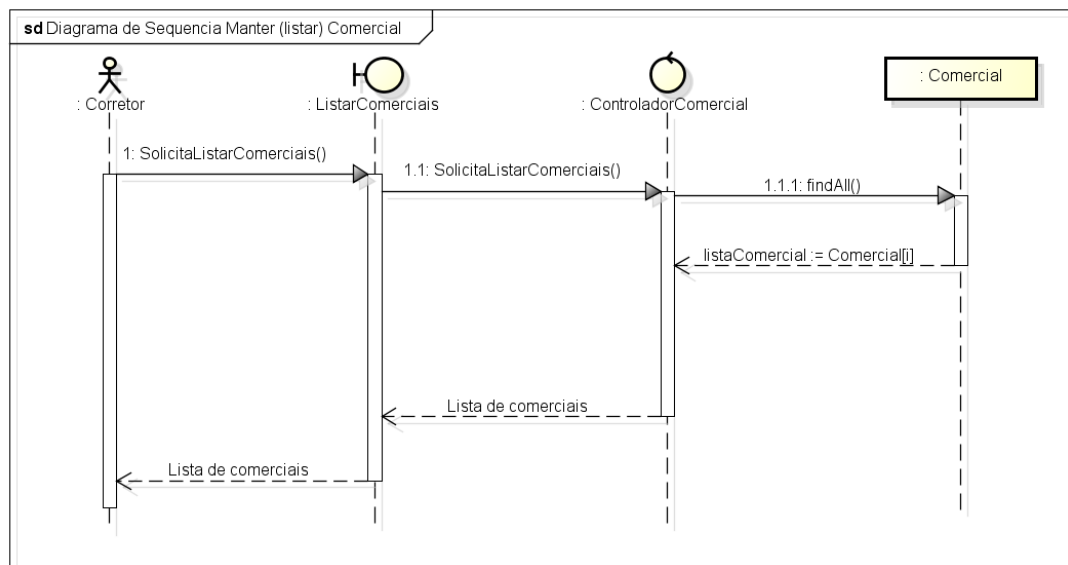 sd Diagrama de Sequencia Manter (listar) Comercial
: Corretor
: ListarComerciais
: ControladorComercial
: Comercial
1: SolicitaListarComerciais()
1.1: SolicitaListarComerciais()
1.1.1: findAll()
listaComercial := Comercial[i]
Lista de comerciais
Lista de comerciais